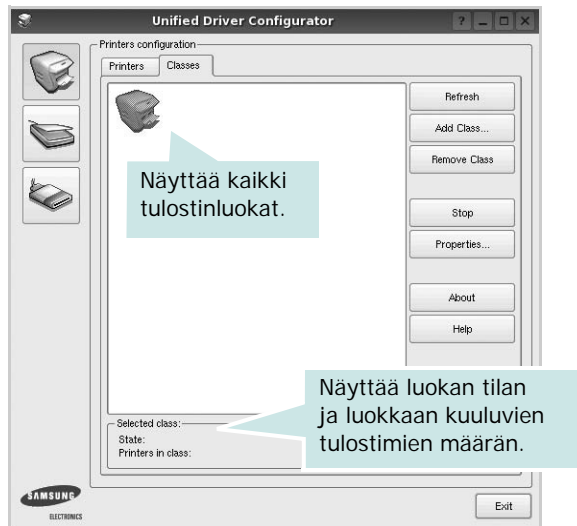 Unified Driver Configurator
Printers configuration
Printers Classes
Refresh
Add Class...
Remove Class
Näyttää kaikki
tulostinluokat.
Stop
Properties...
About
Help
Näyttää luokan tilan
ja luokkaan kuuluvien
tulostimien määrän.
Selected class:
State:
Printers in class:
SAMSUNG
ELECTRONICS
Exit